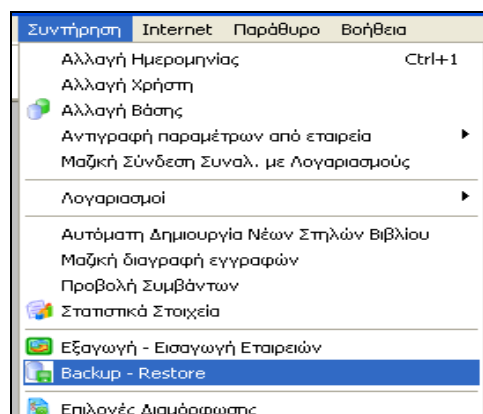 Συντήρηση Internet Παράθυρο Βοήθεια
Αλλαγή Ημερομηνίας Ctrl+1
Αλλαγή Χρήστη
Αλλαγή Βάσης
Αντιγραφή παραμέτρων από εταιρεία
Μαζική Σύνδεση Συναλ. με Λογαριασμούς
Λογαριασμοί
Αυτόματη Δημιουργία Νέων Στηλών Βιβλίου
Μαζική διαγραφή εγγραφών
Προβολή Συμβάντων
Στατιστικά Στοιχεία
Εξαγωγή - Εισαγωγή Εταιρειών
Backup - Restore
Επιλογές Διαμόρφωσης